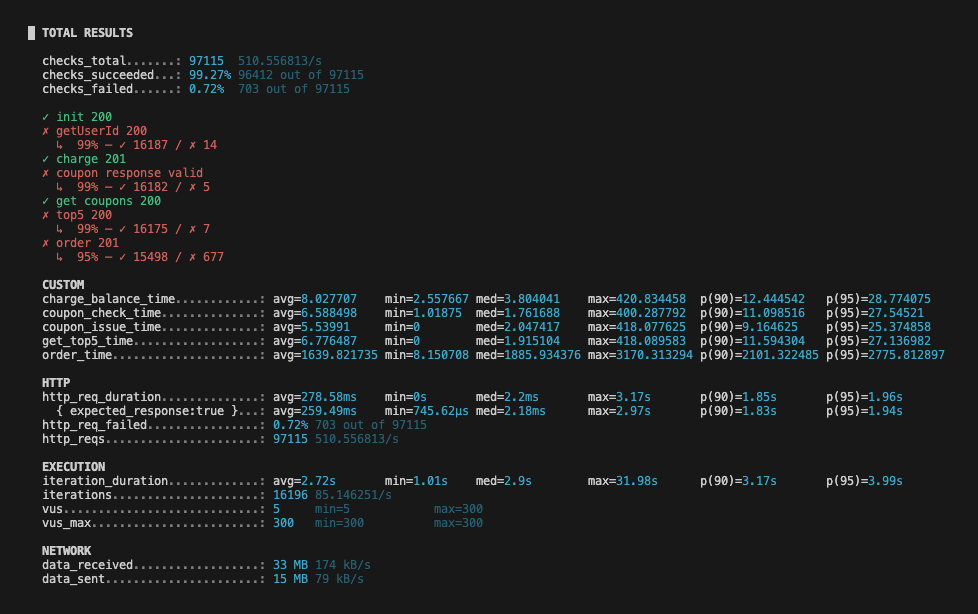 TOTAL RESULTS
checks_total.......: 97115 510.556813/s
checks_succeeded...: 99.27% 96412 out of 97115
checks_failed......: 0.72% 703 out of 97115
✓ init 200
✗ getUserId 200
↳ 99% — ✓ 16187 / ✗ 14
✓ charge 201
✗ coupon response valid
↳ 99% — ✓ 16182 / ✗ 5
✓ get coupons 200
✗ top5 200
↳ 99% — ✓ 16175 / ✗ 7
✗ order 201
↳ 95% — ✓ 15498 / ✗ 677
CUSTOM
charge_balance_time............: avg=8.027707 min=2.557667 med=3.804041 max=420.834458 p(90)=12.444542 p(95)=28.774075
coupon_check_time..............: avg=6.588498 min=1.01875 med=1.761688 max=400.287792 p(90)=11.098516 p(95)=27.54521
coupon_issue_time..............: avg=5.53991 min=0 med=2.047417 max=418.077625 p(90)=9.164625 p(95)=25.374858
get_top5_time..................: avg=6.776487 min=0 med=1.915104 max=418.089583 p(90)=11.594304 p(95)=27.136982
order_time.....................: avg=1639.821735 min=8.150708 med=1885.934376 max=3170.313294 p(90)=2101.322485 p(95)=2775.812897
HTTP
http_req_duration..............: avg=278.58ms min=0s med=2.2ms max=3.17s p(90)=1.85s p(95)=1.96s
{ expected_response:true }...: avg=259.49ms min=745.62µs med=2.18ms max=2.97s p(90)=1.83s p(95)=1.94s
http_req_failed................: 0.72% 703 out of 97115
http_reqs......................: 97115 510.556813/s
EXECUTION
iteration_duration.............: avg=2.72s min=1.01s med=2.9s max=31.98s p(90)=3.17s p(95)=3.99s
iterations.....................: 16196 85.146251/s
vus............................: 5 min=5 max=300
vus_max........................: 300 min=300 max=300
NETWORK
data_received..................: 33 MB 174 kB/s
data_sent......................: 15 MB 79 kB/s